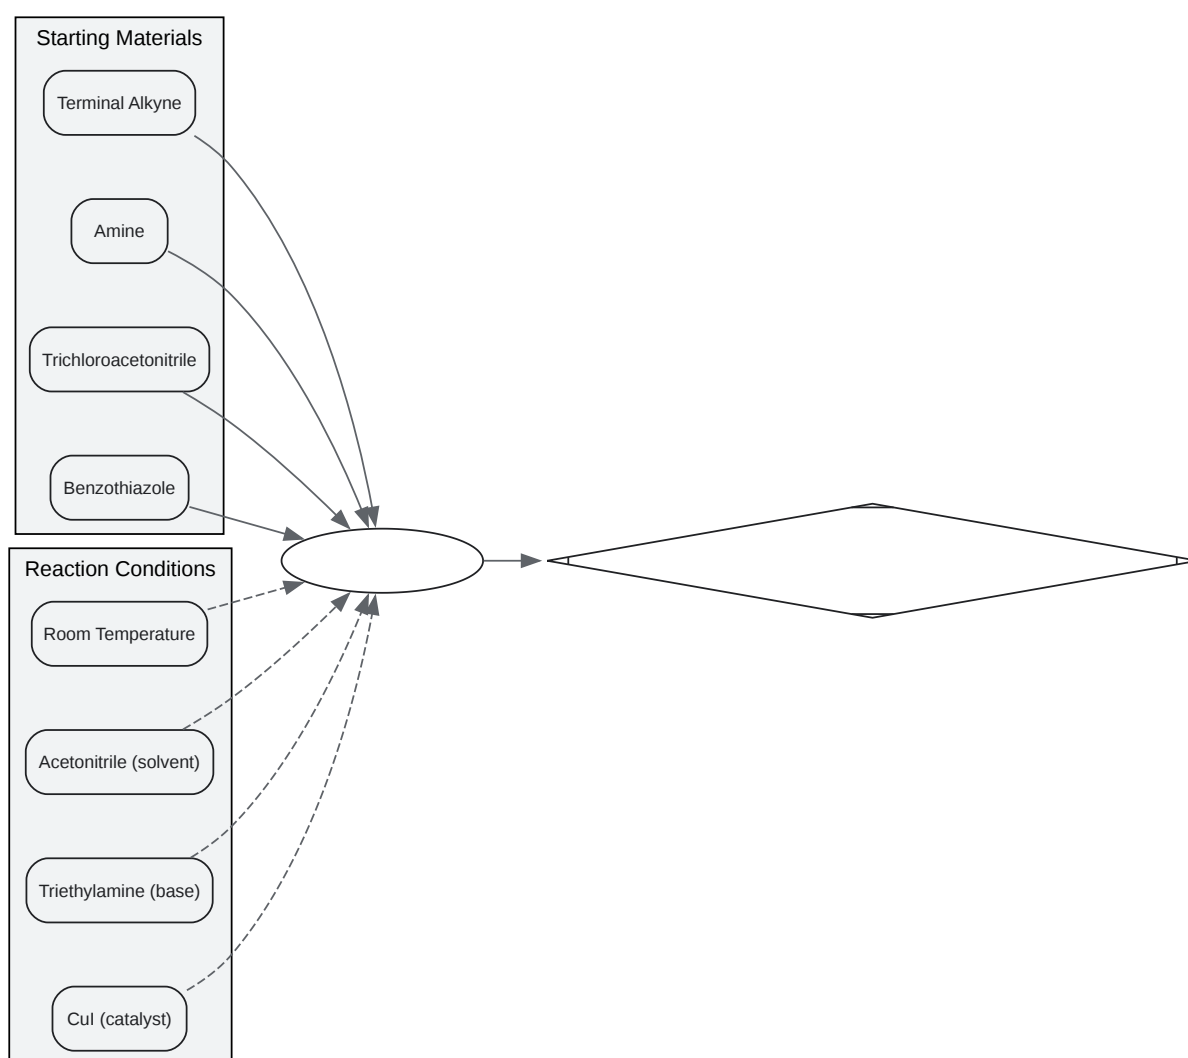 Starting Materials
Terminal Alkyne
Amine
Trichloroacetonitrile
Benzothiazole
Reaction Conditions
Room Temperature
Acetonitrile (solvent)
Triethylamine (base)
CuI (catalyst)